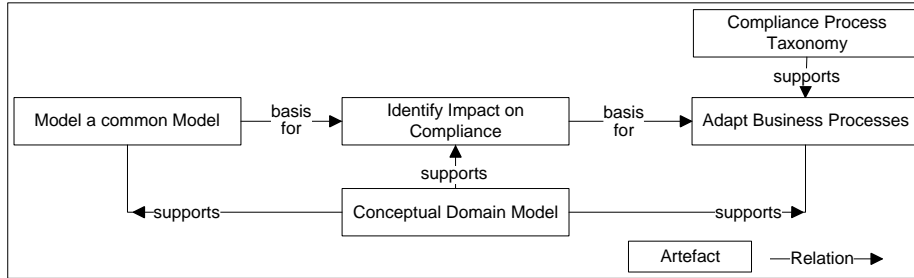 Compliance Process
Taxonomy
supports
Model a common Model
basis
for
Identify Impact on
Compliance
basis
for
Adapt Business Processes
supports
supports
Conceptual Domain Model
supports
Artefact
Relation